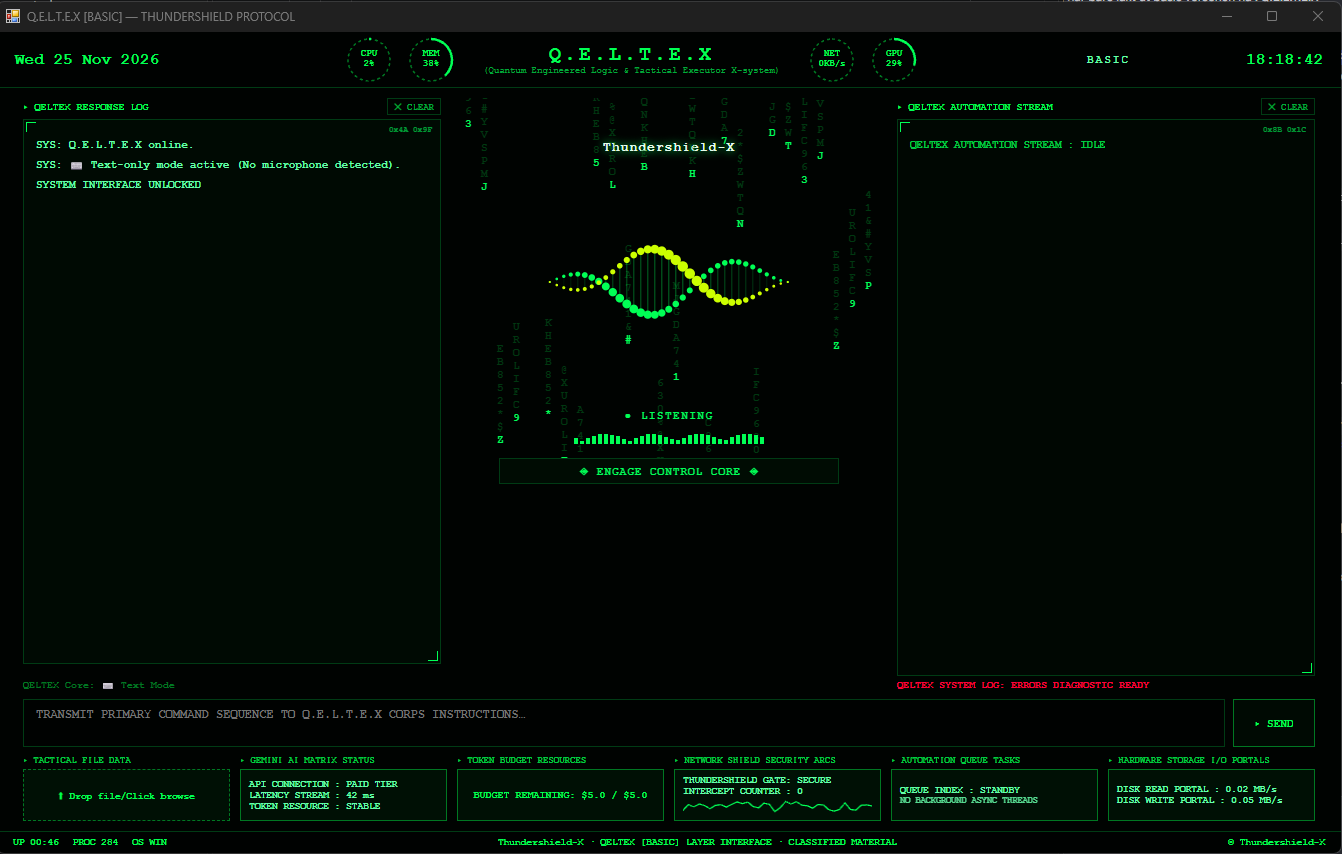 Q.E.L.T.E.X [BASIC] — THUNDERSHIELD PROTOCOL
Wed 25 Nov 2026
CPU
2%
MEM
38%
Q.E.L.T.E.X
(Quantum Engineered Logic & Tactical Executor X-system)
NET
0KB/s
GPU
29%
BASIC
18:18:42
▸ QELTEX RESPONSE LOG
✕ CLEAR
0x4A 0x9F
SYS: Q.E.L.T.E.X online.
SYS: Text-only mode active (No microphone detected).
SYSTEM INTERFACE UNLOCKED
Thundershield-X
● LISTENING
◈ ENGAGE CONTROL CORE ◈
▸ QELTEX AUTOMATION STREAM
✕ CLEAR
0x8B 0x1C
QELTEX AUTOMATION STREAM : IDLE
QELTEX Core: Text Mode
QELTEX SYSTEM LOG: ERRORS DIAGNOSTIC READY
TRANSMIT PRIMARY COMMAND SEQUENCE TO Q.E.L.T.E.X CORPS INSTRUCTIONS…
▸ SEND
▸ TACTICAL FILE DATA
⬆ Drop file/Click browse
▸ GEMINI AI MATRIX STATUS
API CONNECTION : PAID TIER
LATENCY STREAM : 42 ms
TOKEN RESOURCE : STABLE
▸ TOKEN BUDGET RESOURCES
BUDGET REMAINING: $5.0 / $5.0
▸ NETWORK SHIELD SECURITY ARCS
THUNDERSHIELD GATE: SECURE
INTERCEPT COUNTER : 0
▸ AUTOMATION QUEUE TASKS
QUEUE INDEX : STANDBY
NO BACKGROUND ASYNC THREADS
▸ HARDWARE STORAGE I/O PORTALS
DISK READ PORTAL : 0.02 MB/s
DISK WRITE PORTAL : 0.05 MB/s
UP 00:46 PROC 284 OS WIN
Thundershield-X · QELTEX [BASIC] LAYER INTERFACE · CLASSIFIED MATERIAL
© Thundershield-X